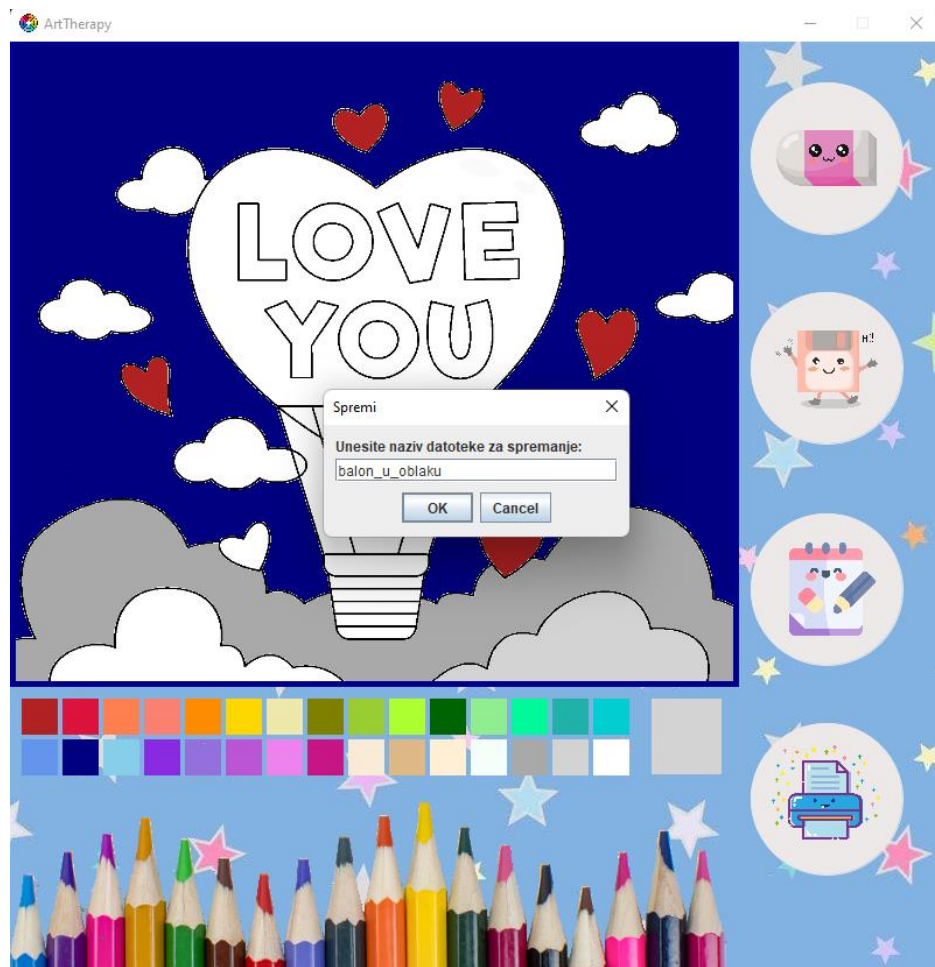 ArtTherapy
LOVE
YOU
H!!
Spremi
Unesite naziv datoteke za spremanje:
balon_u_oblaku
OK
Cancel